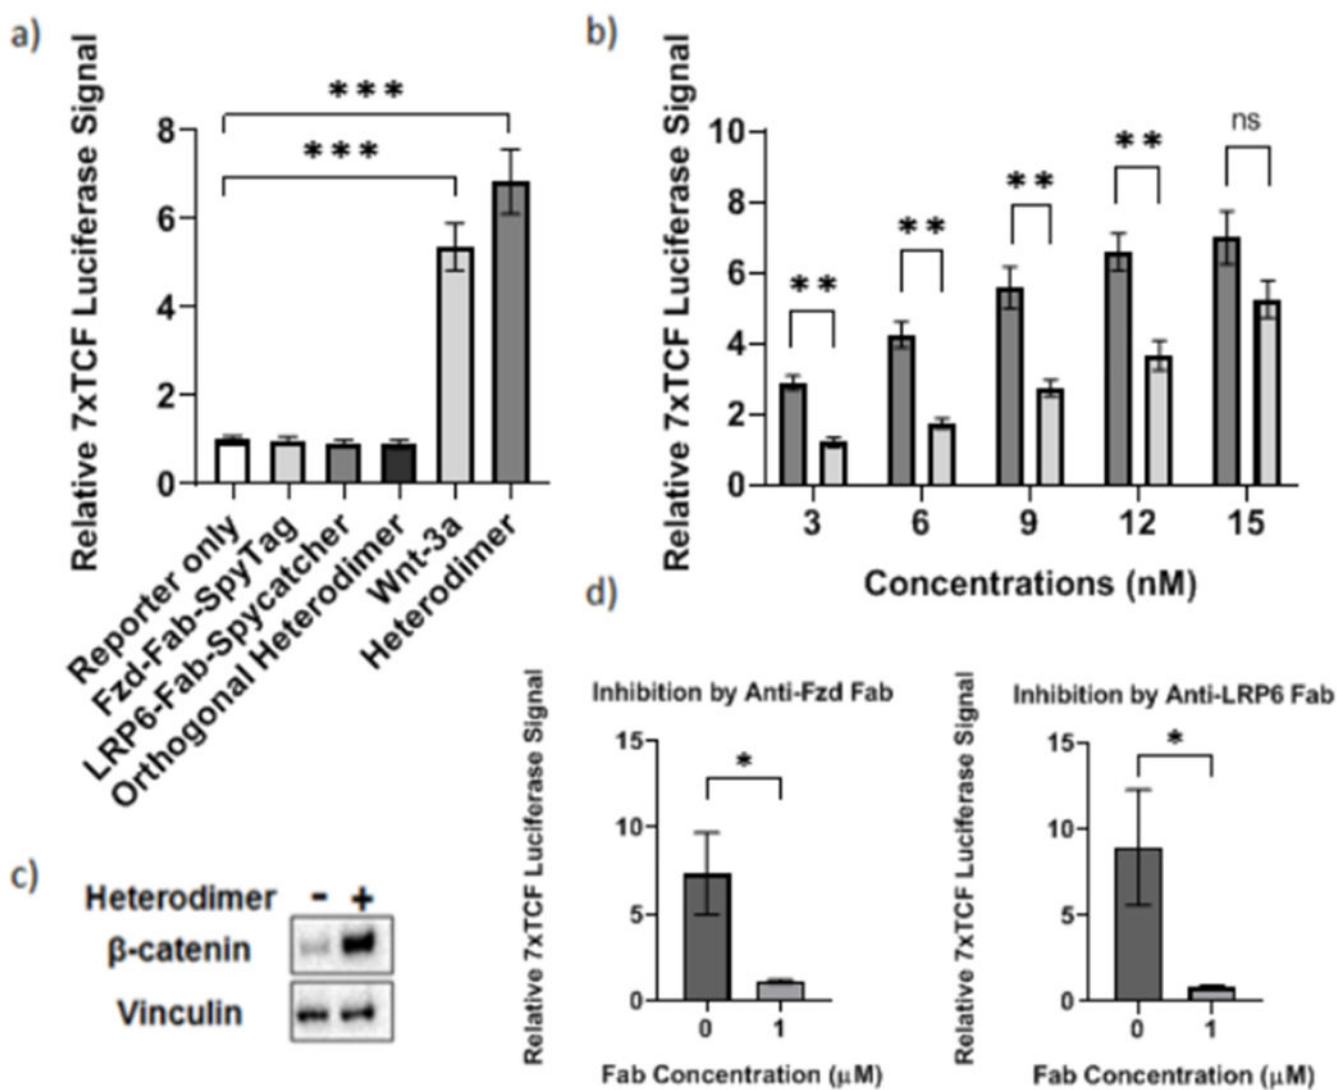 a)
Relative 7xTCF Luciferase Signal
8
6
4
2
0
***
***
Reporter only
Fzd-Fab-SpyTag
LRP6-Fab-Spycatcher
Orthogonal Heterodimer
Wnt-3a
Heterodimer
b)
Relative 7xTCF Luciferase Signal
10
8
6
4
2
0
**
**
**
**
ns
3 6 9 12 15
Concentrations (nM)
c)
Heterodimer - +
β-catenin
Vinculin
d)
Inhibition by Anti-Fzd Fab
Relative 7xTCF Luciferase Signal
15
10
5
0
*
0 1
Fab Concentration (μM)
Inhibition by Anti-LRP6 Fab
Relative 7xTCF Luciferase Signal
15
10
5
0
*
0 1
Fab Concentration (μM)